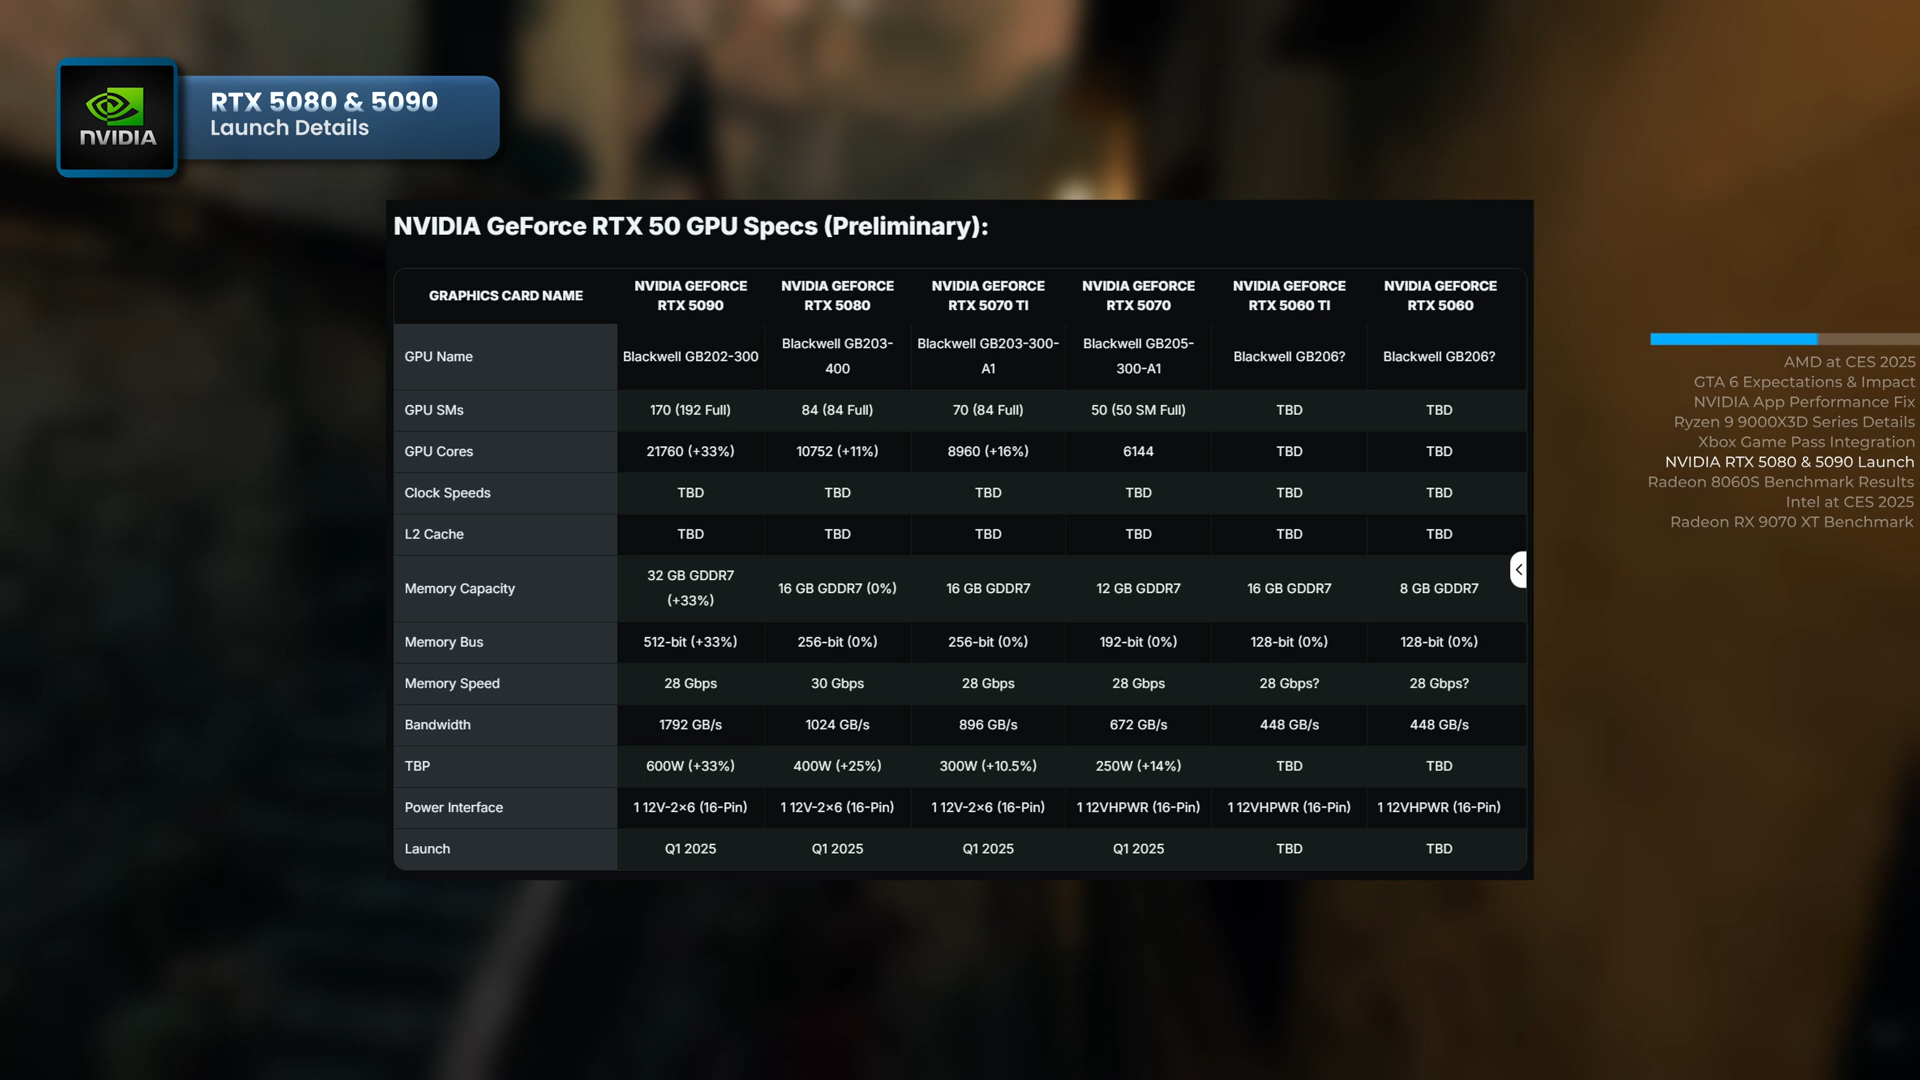 NVIDIA
RTX 5080 & 5090
Launch Details
NVIDIA GeForce RTX 50 GPU Specs (Preliminary):
GRAPHICS CARD NAME NVIDIA GEFORCE RTX 5090 NVIDIA GEFORCE RTX 5080 NVIDIA GEFORCE RTX 5070 TI NVIDIA GEFORCE RTX 5070 NVIDIA GEFORCE RTX 5060 TI NVIDIA GEFORCE RTX 5060
GPU Name Blackwell GB202-300 Blackwell GB203-400 Blackwell GB203-300-A1 Blackwell GB205-300-A1 Blackwell GB206? Blackwell GB206?
GPU SMs 170 (192 Full) 84 (84 Full) 70 (84 Full) 50 (50 SM Full) TBD TBD
GPU Cores 21760 (+33%) 10752 (+11%) 8960 (+16%) 6144 TBD TBD
Clock Speeds TBD TBD TBD TBD TBD TBD
L2 Cache TBD TBD TBD TBD TBD TBD
Memory Capacity 32 GB GDDR7 (+33%) 16 GB GDDR7 (0%) 16 GB GDDR7 12 GB GDDR7 16 GB GDDR7 8 GB GDDR7
Memory Bus 512-bit (+33%) 256-bit (0%) 256-bit (0%) 192-bit (0%) 128-bit (0%) 128-bit (0%)
Memory Speed 28 Gbps 30 Gbps 28 Gbps 28 Gbps 28 Gbps? 28 Gbps?
Bandwidth 1792 GB/s 1024 GB/s 896 GB/s 672 GB/s 448 GB/s 448 GB/s
TBP 600W (+33%) 400W (+25%) 300W (+10.5%) 250W (+14%) TBD TBD
Power Interface 1 12V-2×6 (16-Pin) 1 12V-2×6 (16-Pin) 1 12V-2×6 (16-Pin) 1 12VHPWR (16-Pin) 1 12VHPWR (16-Pin) 1 12VHPWR (16-Pin)
Launch Q1 2025 Q1 2025 Q1 2025 Q1 2025 TBD TBD
AMD at CES 2025
GTA 6 Expectations & Impact
NVIDIA App Performance Fix
Ryzen 9 9000X3D Series Details
Xbox Game Pass Integration
NVIDIA RTX 5080 & 5090 Launch
Radeon 8060S Benchmark Results
Intel at CES 2025
Radeon RX 9070 XT Benchmark